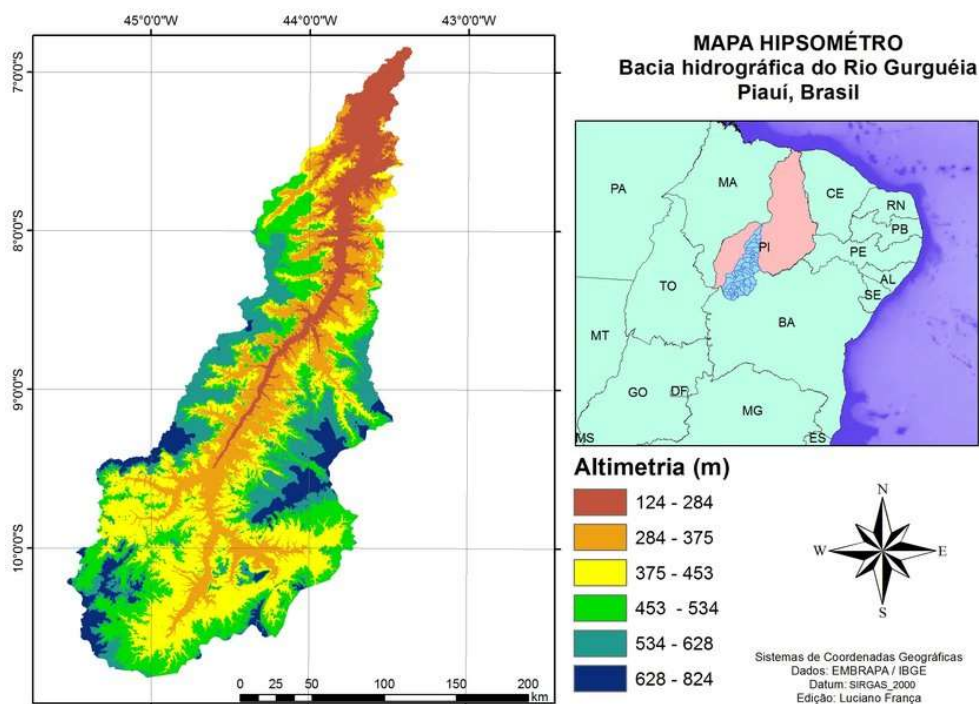 45°0'0"W 44°0'0"W 43°0'0"W
7°0'0"S
8°0'0"S
9°0'0"S
10°0'0"S
0 25 50 100 150 200
km
MAPA HIPSOMÉTRO
Bacia hidrográfica do Rio Gurguéia
Piauí, Brasil
PA
MA
CE
RN
PB
PI
PE
AL
SE
TO
BA
MT
GO
DF
MG
MS
ES
Altimetria (m)
124 - 284
284 - 375
375 - 453
453 - 534
534 - 628
628 - 824
N
W E
S
Sistemas de Coordenadas Geográficas
Dados: EMBRAPA / IBGE
Datum: SIRGAS_2000
Edição: Luciano França